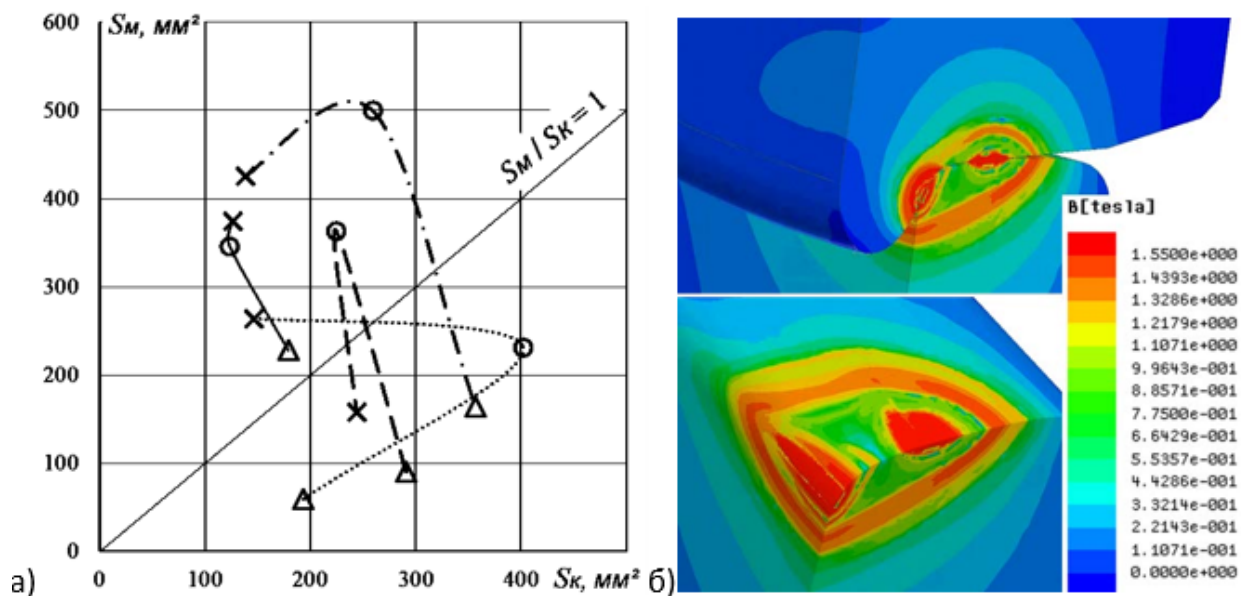 600
Sм, мм²
500
400
300
200
100
0
Sм / Sк = 1
0
100
200
300
400
Sк, мм²
а)
б)
B[tesla]
1.5500e+000
1.4393e+000
1.3286e+000
1.2179e+000
1.1071e+000
9.9643e-001
8.8571e-001
7.7500e-001
6.6429e-001
5.5357e-001
4.4286e-001
3.3214e-001
2.2143e-001
1.1071e-001
0.0000e+000